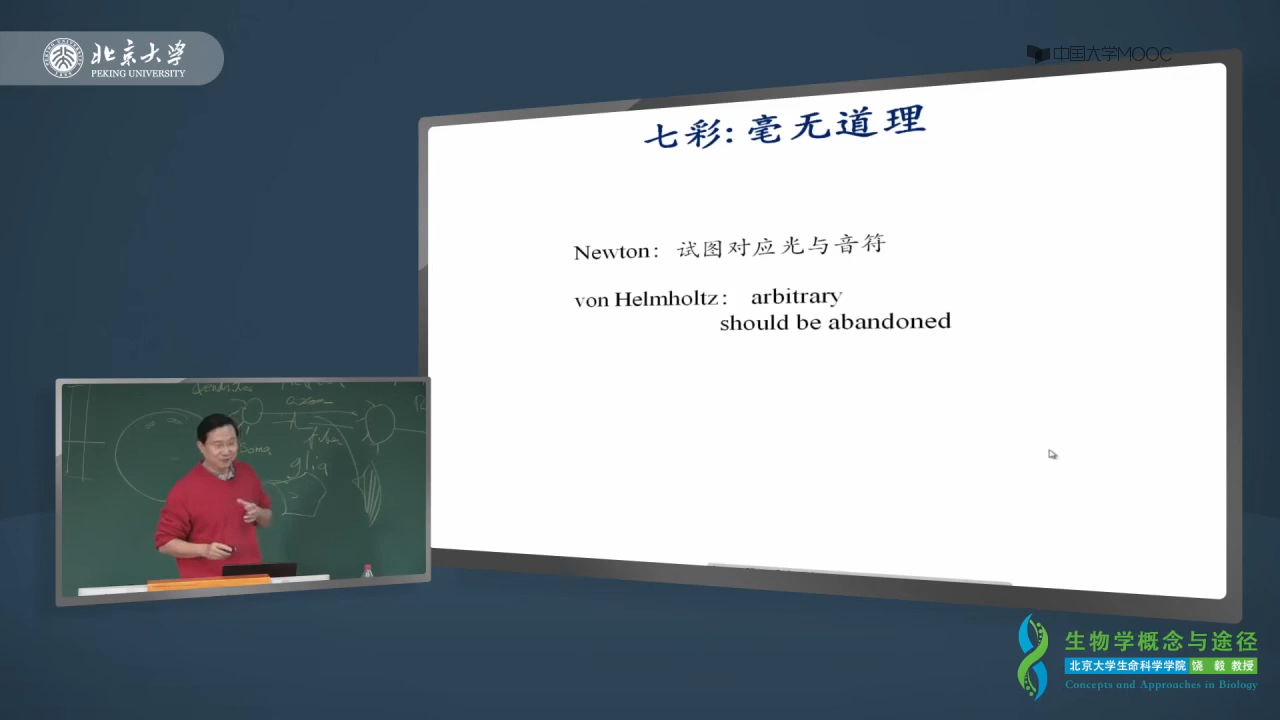 北京大学
PEKING UNIVERSITY
中国大学MOOC
七彩: 毫无道理
Newton: 试图对应光与音符
von Helmholtz: arbitrary
should be abandoned
axon
Soma
glia
生物学概念与途径
北京大学生命科学学院 饶 毅 教授
Concepts and Approaches in Biology